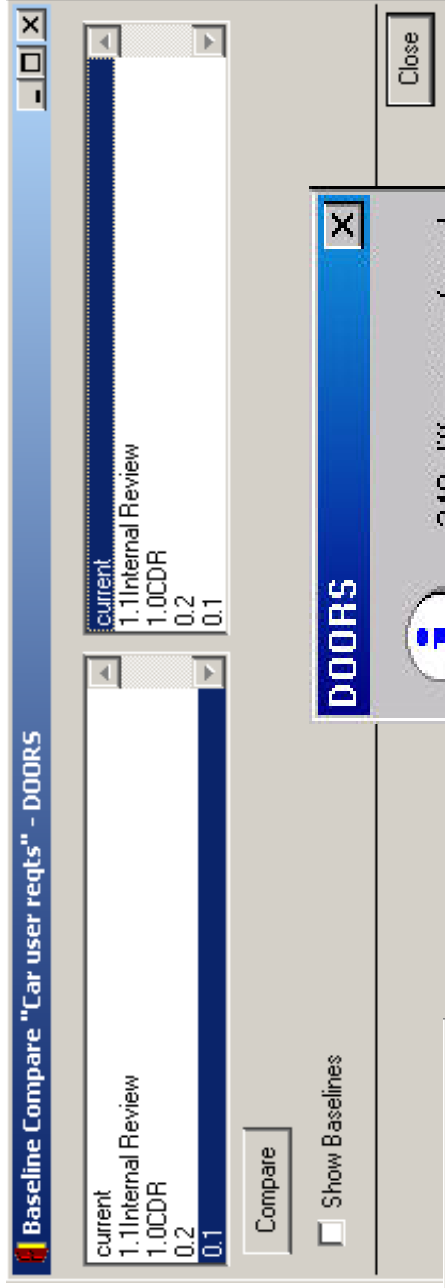 Baseline Compare "Car user reqts" - DOORS
current
1.1Internal Review
1.0CDR
0.2
0.1
current
1.1Internal Review
1.0CDR
0.2
0.1
Compare
Show Baselines
Close
DOORS